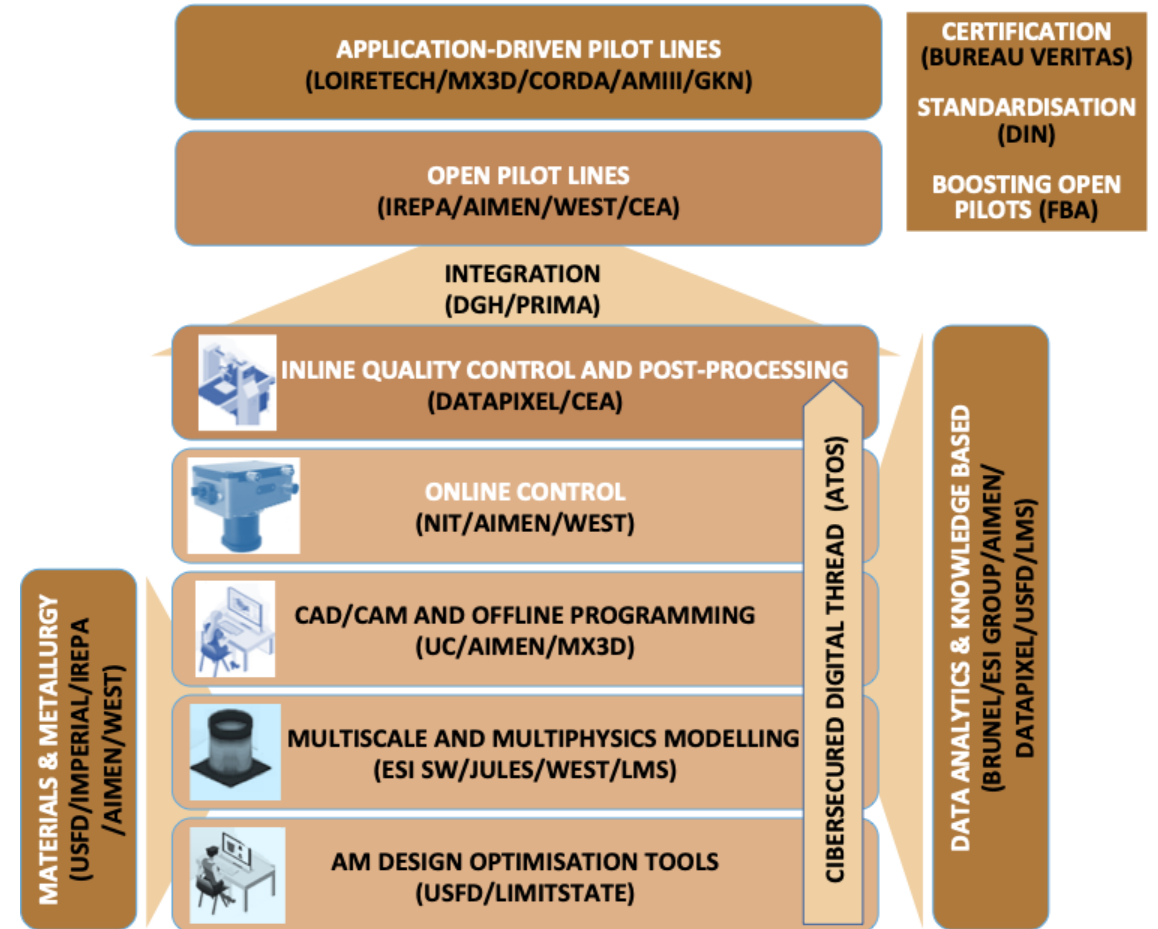 APPLICATION-DRIVEN PILOT LINES
(LOIRETECH/MX3D/CORDA/AMIII/GKN)
CERTIFICATION
(BUREAU VERITAS)
STANDARDISATION
(DIN)
BOOSTING OPEN
PILOTS (FBA)
OPEN PILOT LINES
(IREPA/AIMEN/WEST/CEA)
INTEGRATION
(DGH/PRIMA)
INLINE QUALITY CONTROL AND POST-PROCESSING
(DATAPIXEL/CEA)
ONLINE CONTROL
(NIT/AIMEN/WEST)
CAD/CAM AND OFFLINE PROGRAMMING
(UC/AIMEN/MX3D)
MULTISCALE AND MULTIPHYSICS MODELLING
(ESI SW/JULES/WEST/LMS)
AM DESIGN OPTIMISATION TOOLS
(USFD/LIMITSTATE)
MATERIALS & METALLURGY
(USFD/IMPERIAL/IREPA
/AIMEN/WEST)
CIBERSECURED DIGITAL THREAD (ATOS)
DATA ANALYTICS & KNOWLEDGE BASED
(BRUNEL/ESI GROUP/AIMEN/
DATAPIXEL/USFD/LMS)